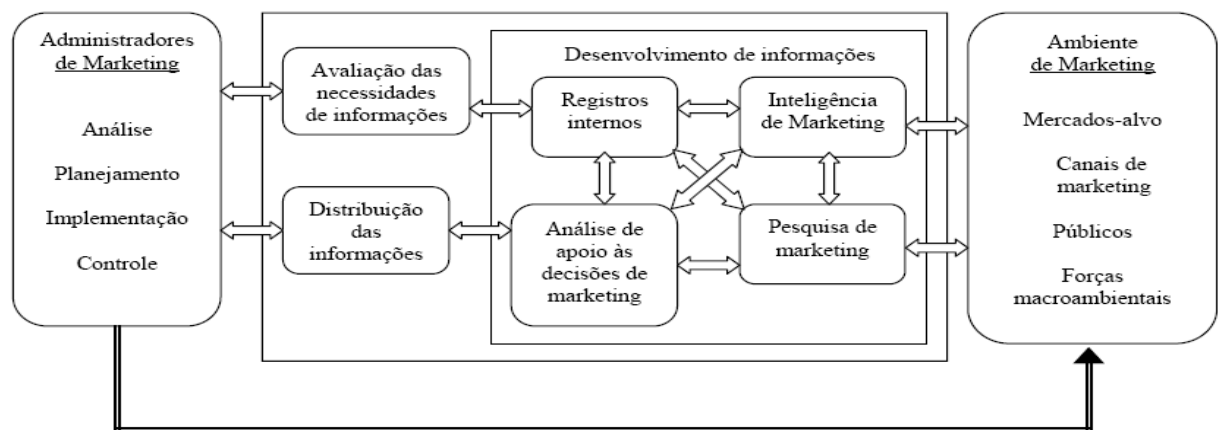 Administradores
de Marketing
Análise
Planejamento
Implementação
Controle
Avaliação das
necessidades
de informações
Distribuição
das
informações
Desenvolvimento de informações
Registros
internos
Inteligência
de Marketing
Análise de
apoio às
decisões de
marketing
Pesquisa de
marketing
Ambiente
de Marketing
Mercados-alvo
Canais de
marketing
Públicos
Forças
macroambientais